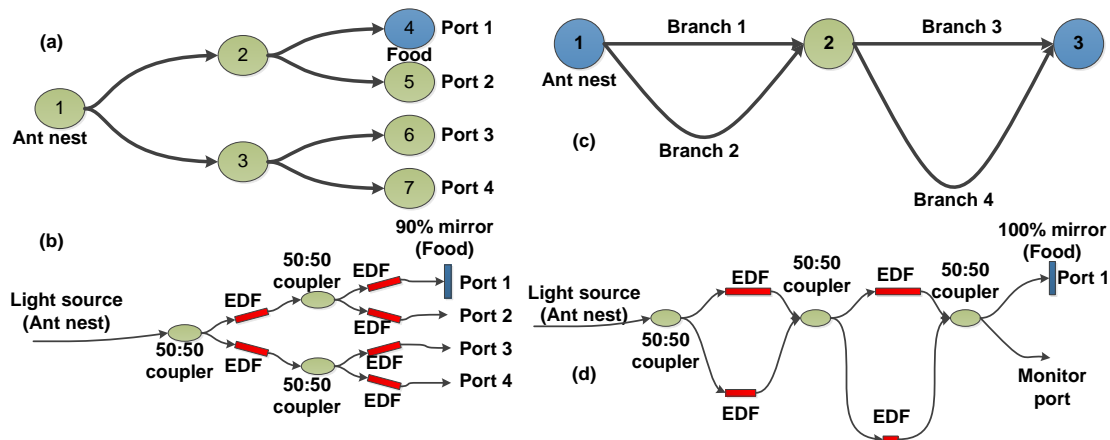 (a)
1
Ant nest
2
3
4
Food
Port 1
5
Port 2
6
Port 3
7
Port 4
(b)
Light source
(Ant nest)
50:50
coupler
EDF
EDF
50:50
coupler
50:50
coupler
EDF
EDF
EDF
EDF
90% mirror
(Food)
Port 1
Port 2
Port 3
Port 4
(c)
1
Ant nest
Branch 1
Branch 2
2
Branch 3
Branch 4
3
(d)
Light source
(Ant nest)
50:50
coupler
EDF
EDF
50:50
coupler
EDF
EDF
50:50
coupler
100% mirror
(Food)
Port 1
Monitor
port